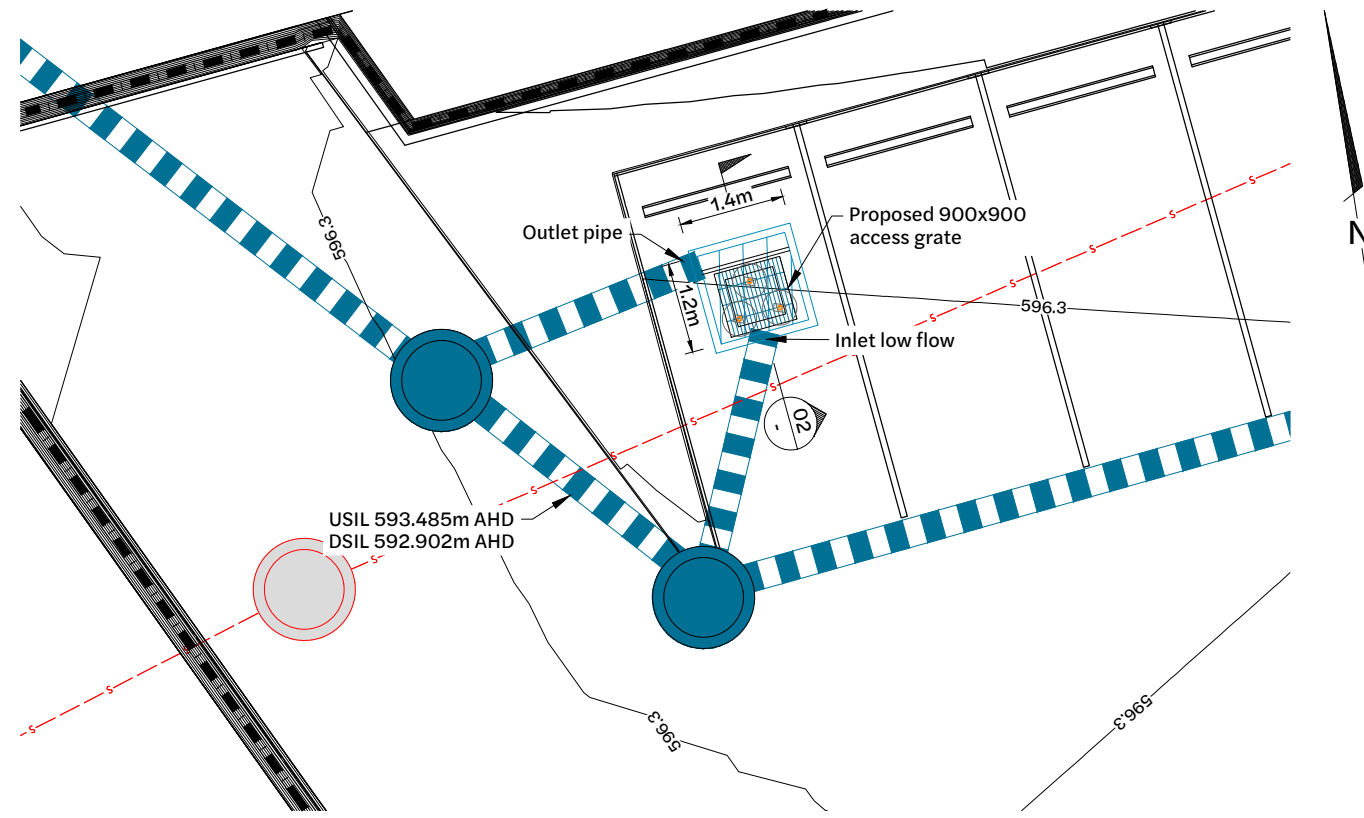 1.4m
Outlet pipe
Proposed 900x900
access grate
596.3
1.2m
596.3
Inlet low flow
02
-
USIL 593.485m AHD
DSIL 592.902m AHD
596.3
596.3
N
S
S
S
S
S
S
S
S
S
S
S
S